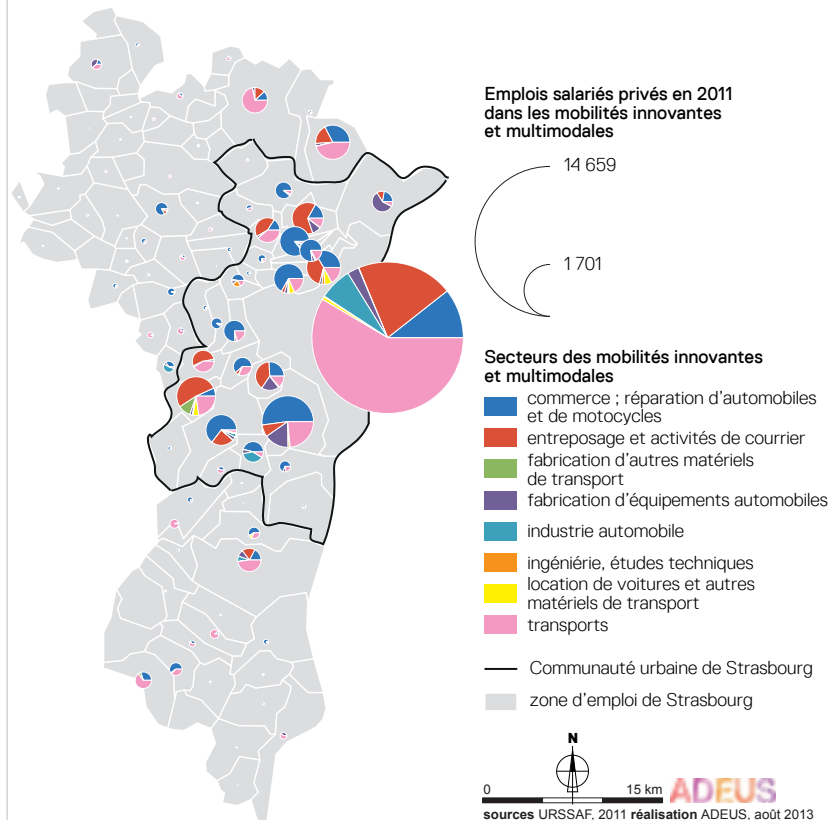 Emplois salariés privés en 2011
dans les mobilités innovantes
et multimodales
14 659
1 701
Secteurs des mobilités innovantes
et multimodales
commerce ; réparation d'automobiles
et de motocycles
entreposage et activités de courrier
fabrication d'autres matériels
de transport
fabrication d'équipements automobiles
industrie automobile
ingéniérie, études techniques
location de voitures et autres
matériels de transport
transports
Communauté urbaine de Strasbourg
zone d'emploi de Strasbourg
N
0 15 km ADEUS
sources URSSAF, 2011 réalisation ADEUS, août 2013